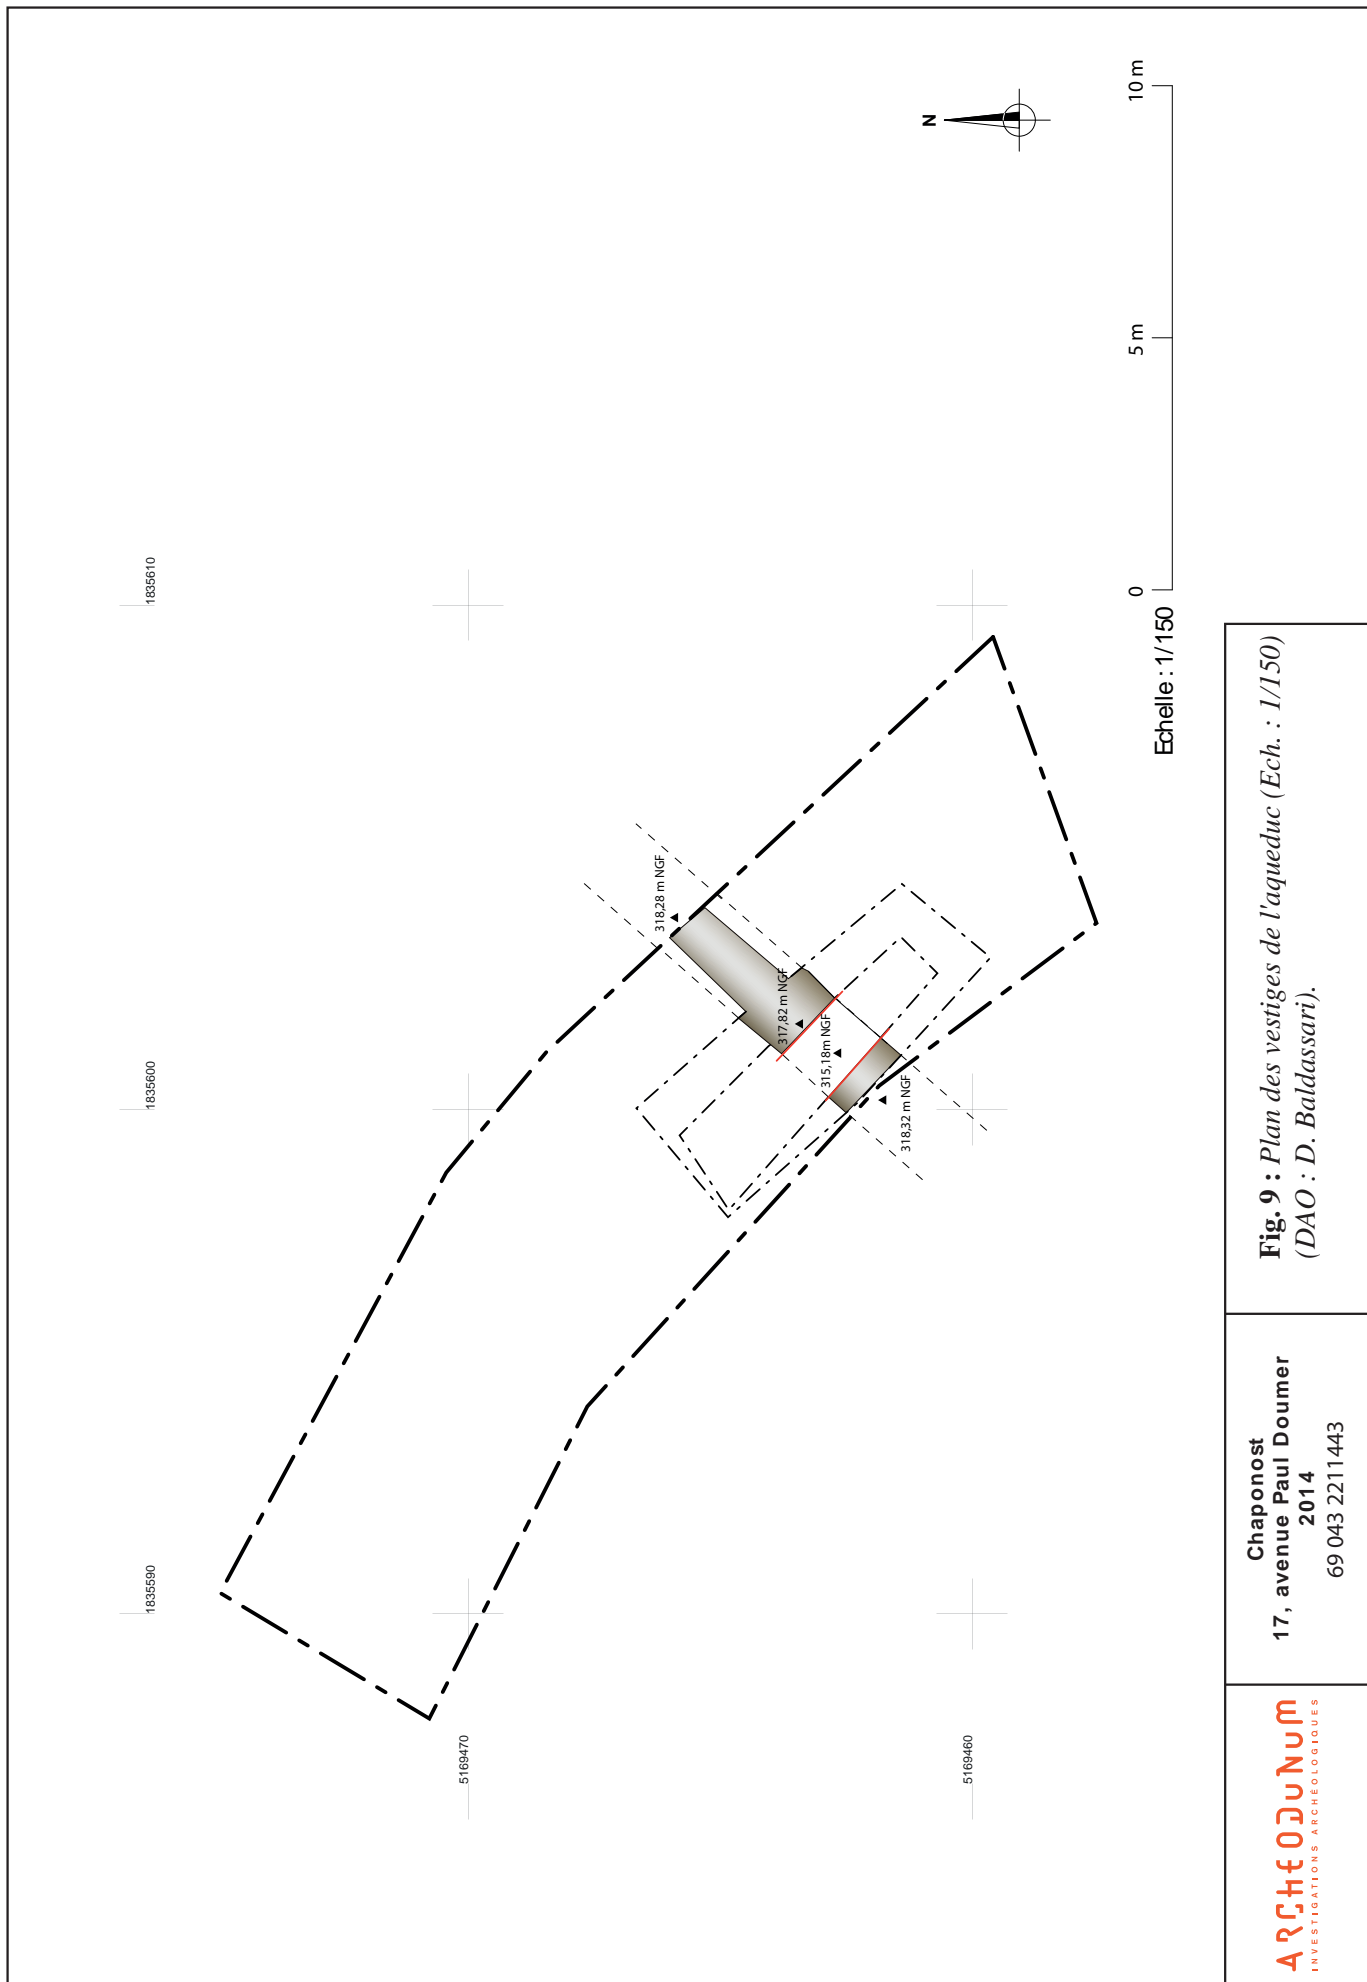 1835590
1835600
1835610
5169470
5169460
N
318,28 m NGF
317,82 m NGF
315,18m NGF
318,32 m NGF
0
5 m
10 m
Echelle : 1/150
ARCHEODUNUM
INVESTIGATIONS ARCHÉOLOGIQUES
Chaponost
17, avenue Paul Doumer
2014
69 043 2211443
Fig. 9 : Plan des vestiges de l'aqueduc (Ech. : 1/150)
(DAO : D. Baldassari).